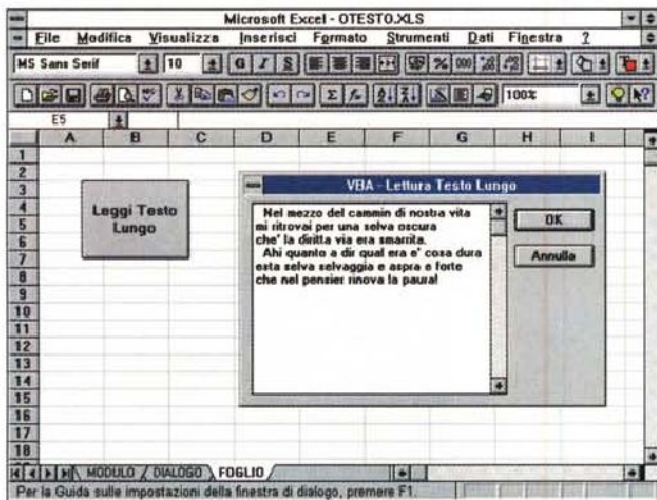 Microsoft Excel - OTESTO.XLS
File Modifica Visualizza Inserisci Formato Strumenti Dati Finestra ?
MS Sans Serif 10 G I S % 000
Σ fx 100%
E5
A B C D E F G H I
1
2
3 VBA - Lettura Testo Lungo
4 Leggi Testo Nel mezzo del cammin di nostra vita
5 Lungo mi ritrovai per una selva oscura OK
6 che' la diritta via era smarrita.
7 Ahi quanto a dir qual era e' cosa dura Annulla
8 esta selva selvaggia e aspra e forte
9 che nel pensier rinova la paura!
10
11
12
13
14
15
16
17
18
MODULO DIALOGO FOGLIO
Per la Guida sulle impostazioni della finestra di dialogo, premere F1.